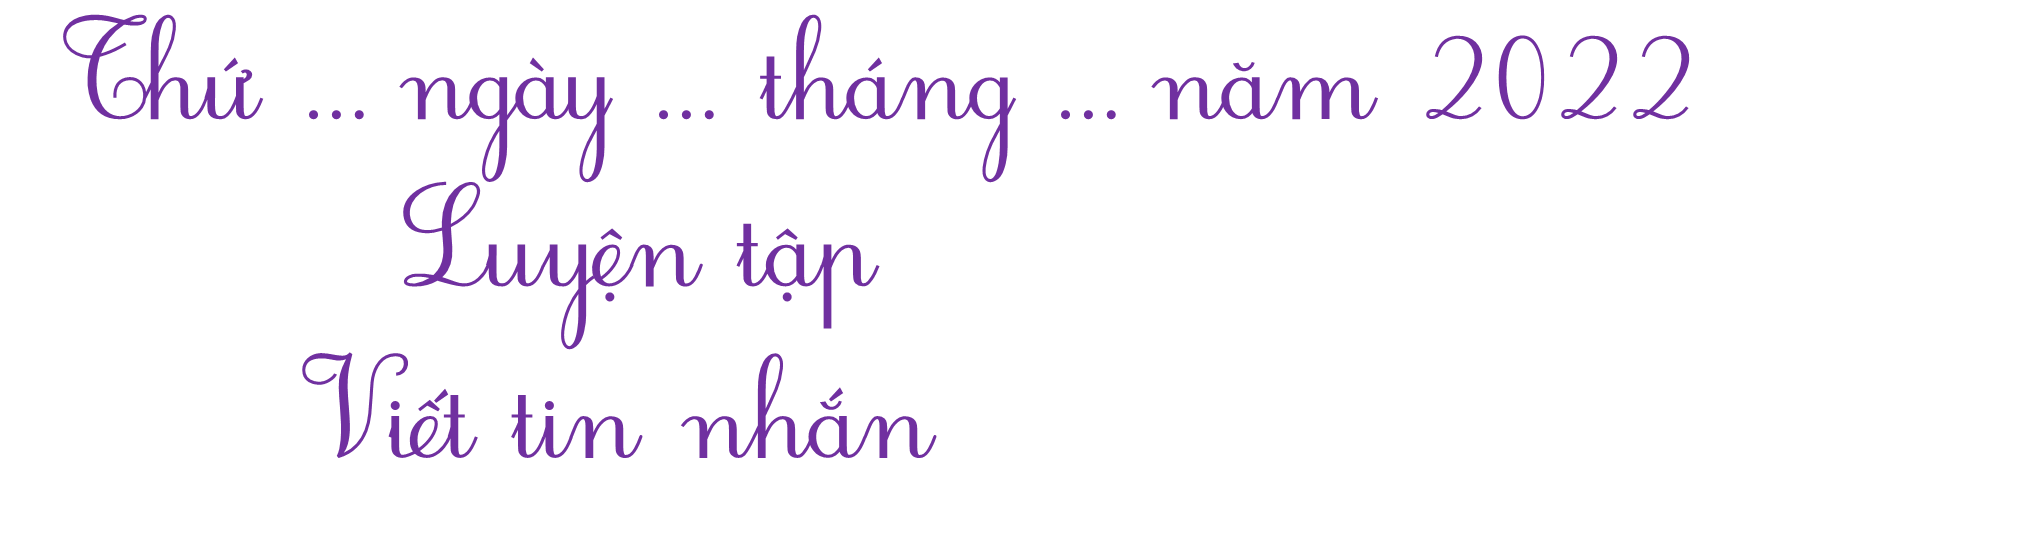 Thứ ... ngày ... tháng ... năm 2022
Luyện tập
Viết tin nhắn